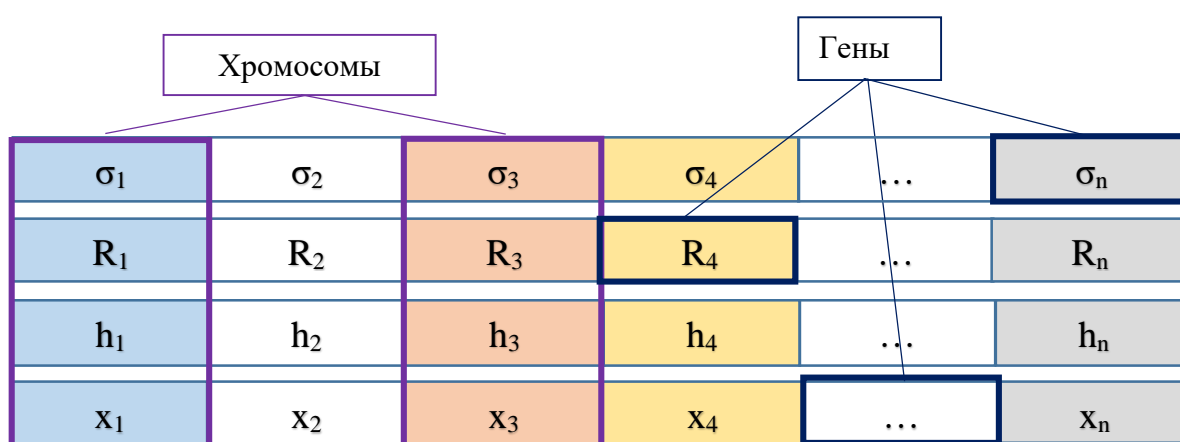 Хромосомы
Гены
σ1 σ2 σ3 σ4 … σn
R1 R2 R3 R4 … Rn
h1 h2 h3 h4 … hn
x1 x2 x3 x4 … xn